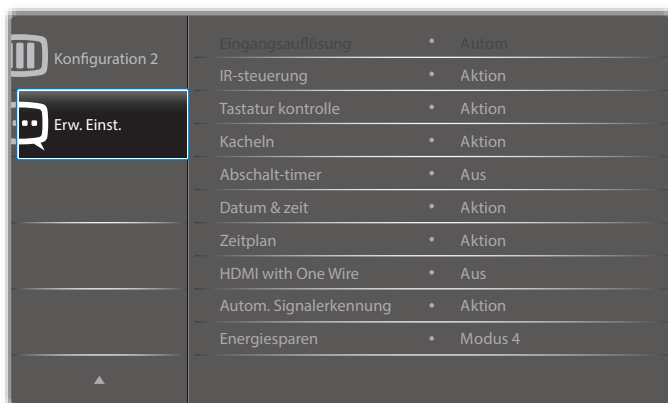 Konfiguration 2
Erw. Einst.
Eingangsauflösung • Autom
IR-steuerung • Aktion
Tastatur kontrolle • Aktion
Kacheln • Aktion
Abschalt-timer • Aus
Datum & zeit • Aktion
Zeitplan • Aktion
HDMI with One Wire • Aus
Autom. Signalerkennung • Aktion
Energiesparen • Modus 4